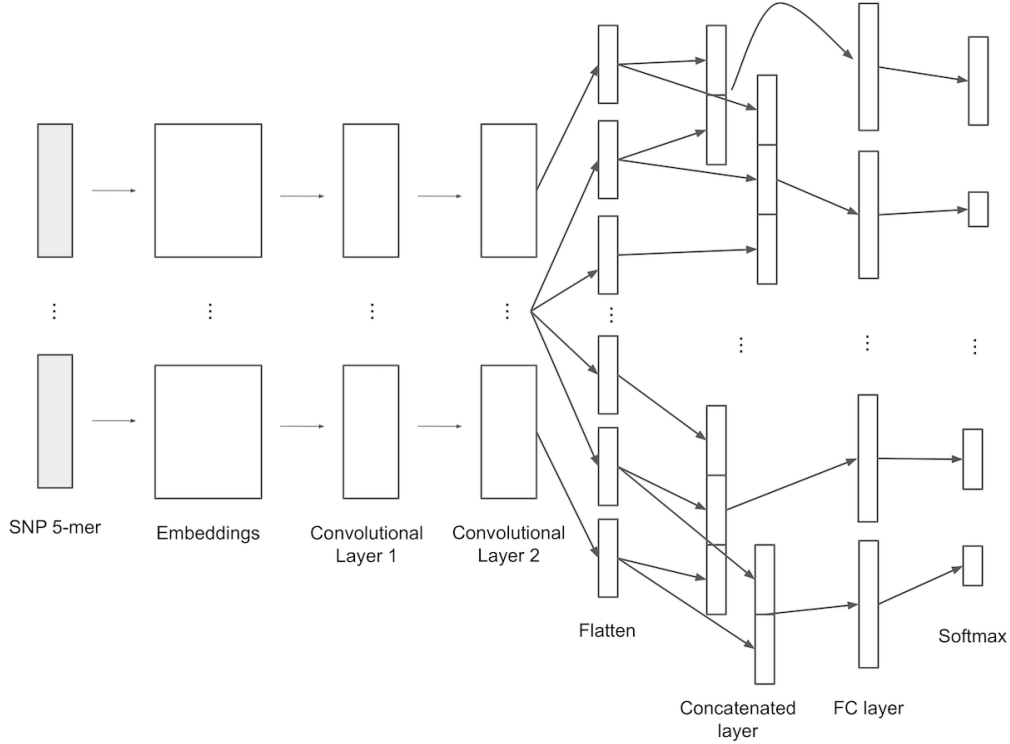 SNP 5-mer
Embeddings
Convolutional
Layer 1
Convolutional
Layer 2
Flatten
Concatenated
layer
FC layer
Softmax